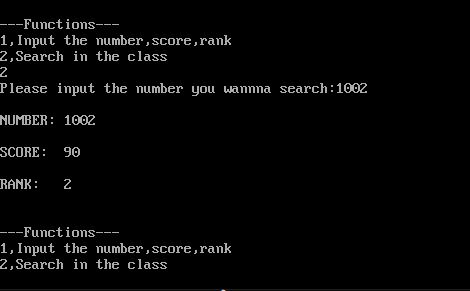 ---Functions---
1,Input the number,score,rank
2,Search in the class
2
Please input the number you wannna search:1002
NUMBER: 1002
SCORE:  90
RANK:   2
---Functions---
1,Input the number,score,rank
2,Search in the class